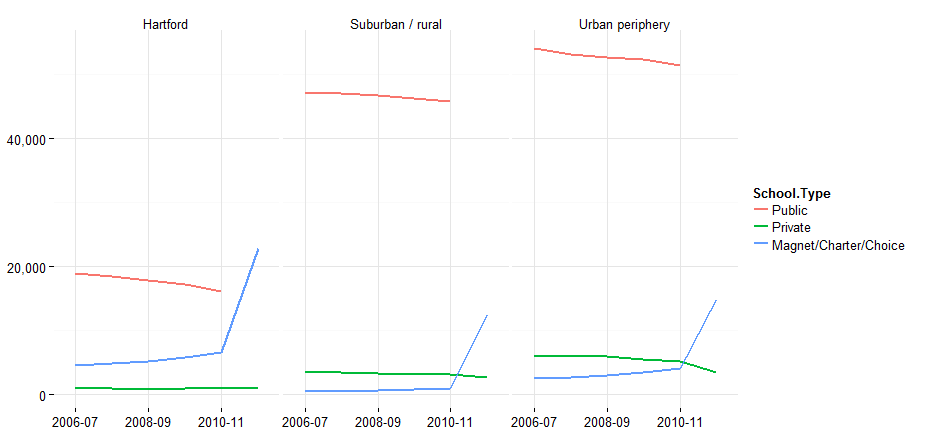 Hartford
Suburban / rural
Urban periphery
40,000
20,000
0
2006-07
2008-09
2010-11
2006-07
2008-09
2010-11
2006-07
2008-09
2010-11
School.Type
Public
Private
Magnet/Charter/Choice